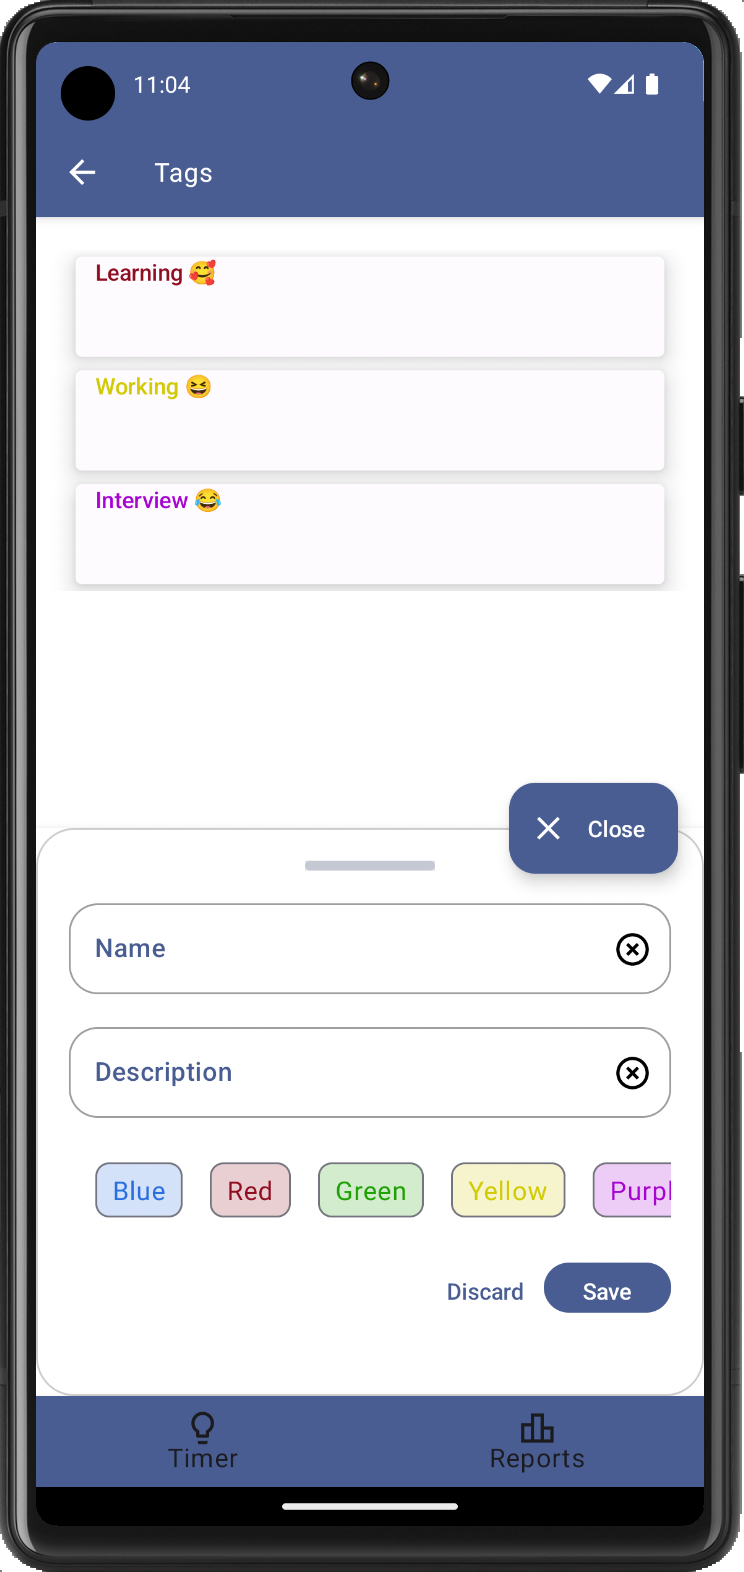 11:04
Tags
Learning 🥰
Working 😆
Interview 😂
Close
Name
Description
Blue Red Green Yellow Purpl
Discard Save
Timer Reports